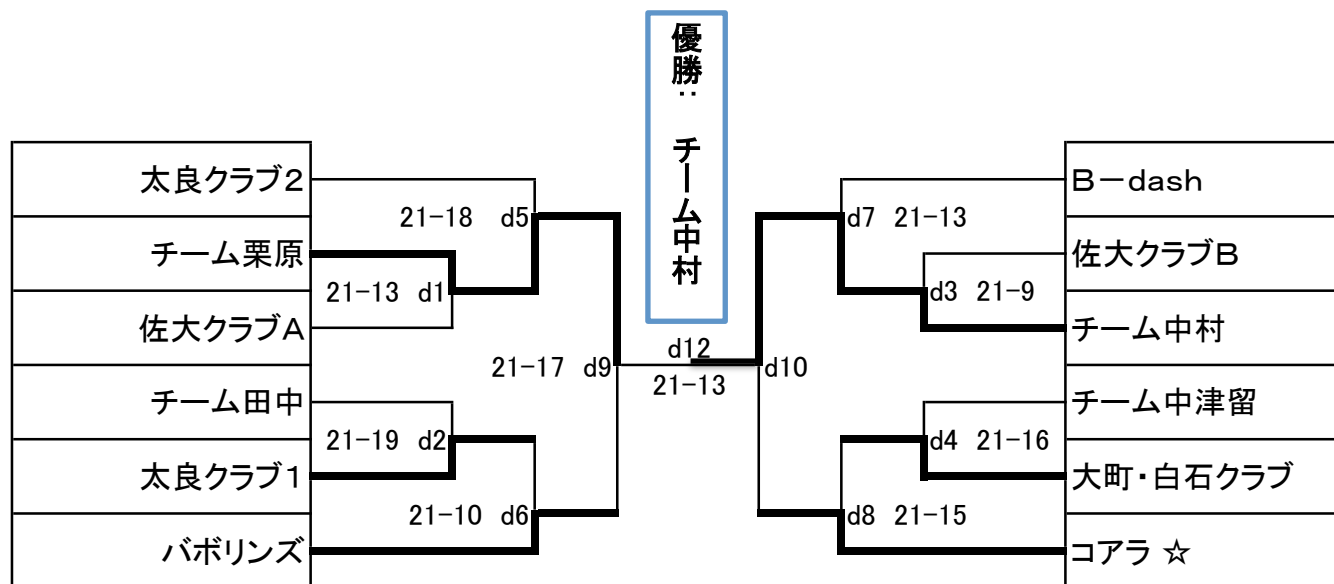 優勝： チーム中村
太良クラブ2
B－dash
21-18 d5
d7 21-13
チーム栗原
佐大クラブB
21-13 d1
d3 21-9
佐大クラブA
チーム中村
d12
21-17 d9
d10
21-13
チーム田中
チーム中津留
21-19 d2
d4 21-16
太良クラブ1
大町・白石クラブ
21-10 d6
d8 21-15
バボリンズ
コアラ ☆